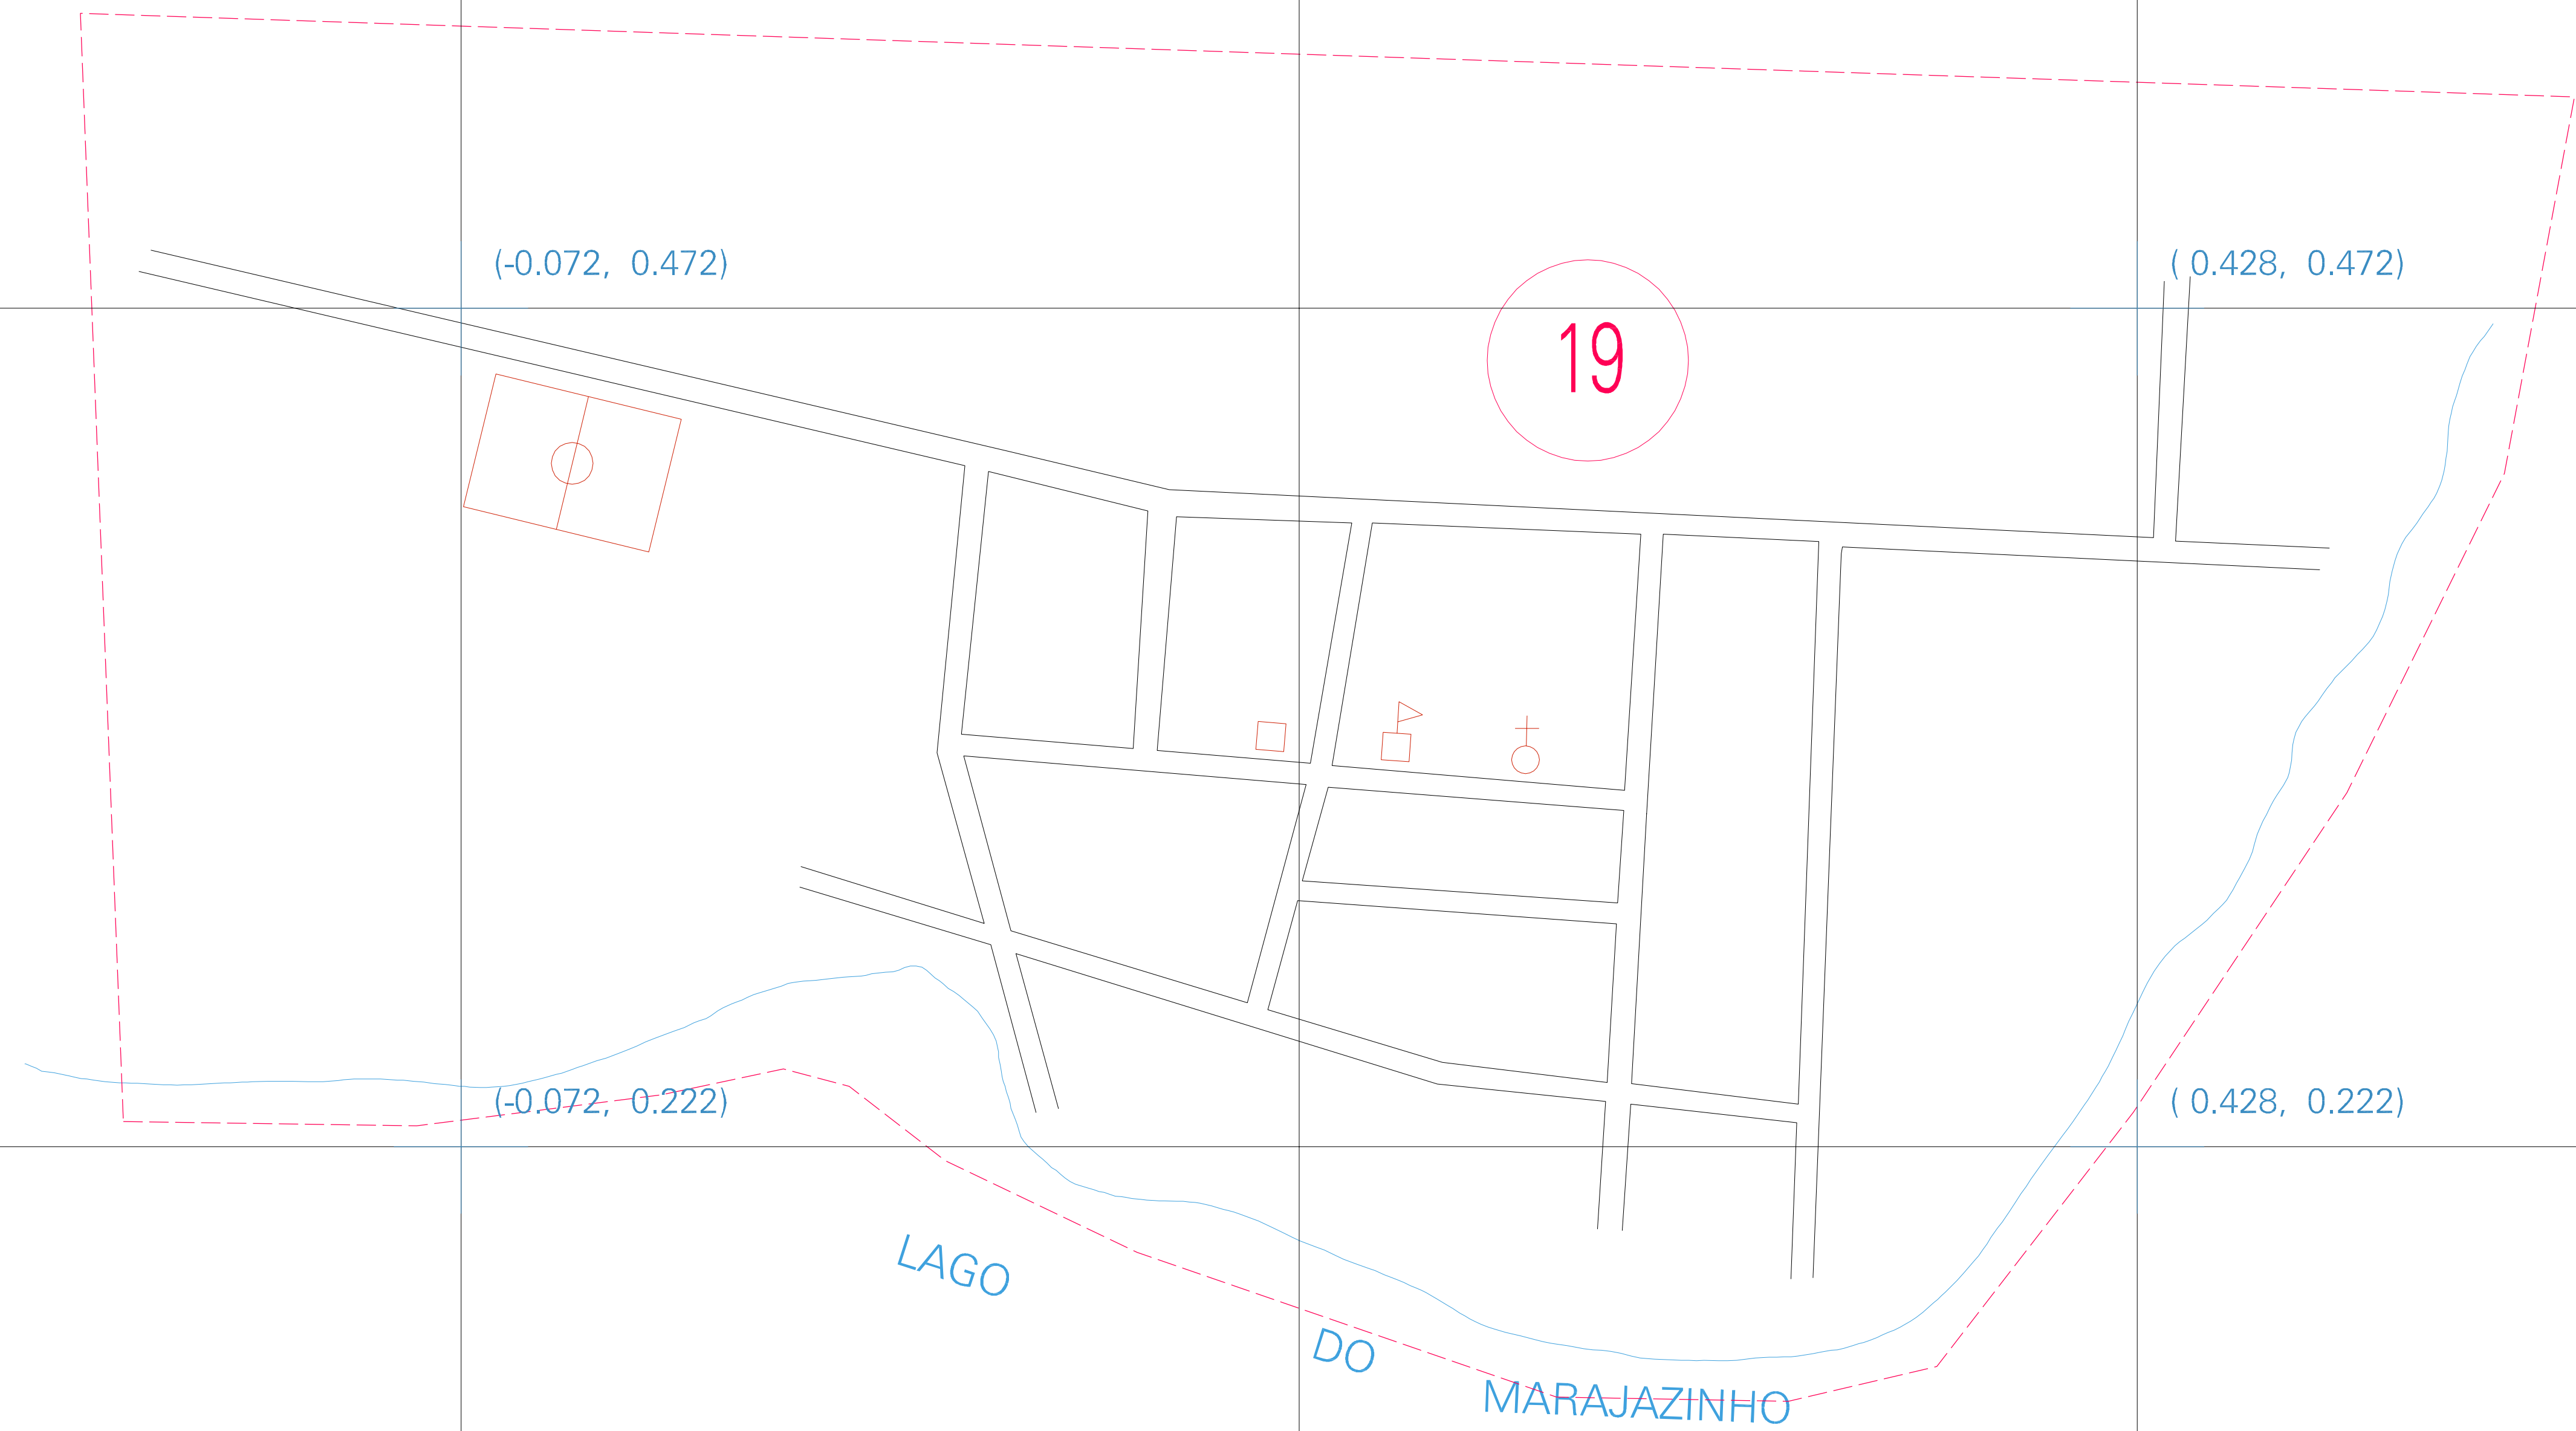 (-0.072, 0.472)
( 0.428, 0.472)
19
(-0.072, 0.222)
( 0.428, 0.222)
LAGO
DO
MARAJAZINHO